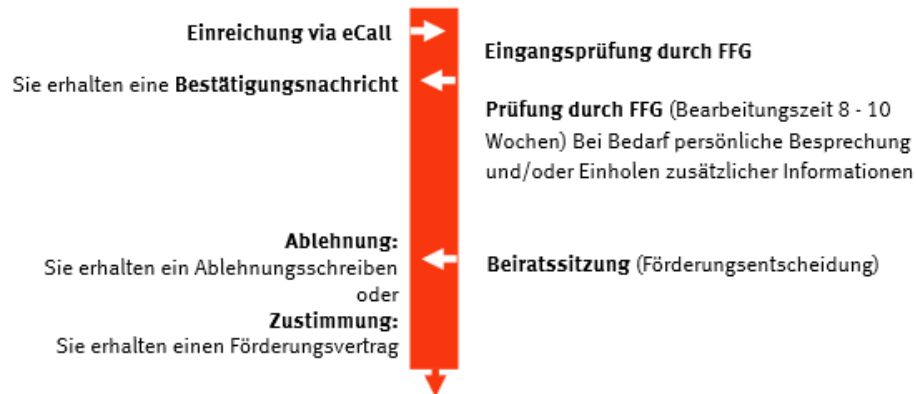 Einreichung via eCall
Eingangsprüfung durch FFG
Sie erhalten eine Bestätigungsnachricht
Prüfung durch FFG (Bearbeitungszeit 8 - 10
Wochen) Bei Bedarf persönliche Besprechung
und/oder Einholen zusätzlicher Informationen
Ablehnung:
Sie erhalten ein Ablehnungsschreiben
oder
Zustimmung:
Sie erhalten einen Förderungsvertrag
Beiratssitzung (Förderungsentscheidung)